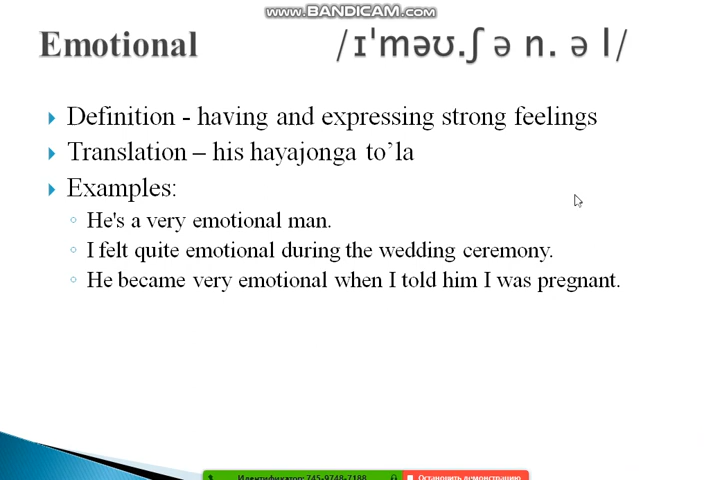 www.BANDICAM.com
Emotional /ɪˈməʊ.ʃ ə n. ə l/
Definition - having and expressing strong feelings
Translation – his hayajonga to’la
Examples:
He's a very emotional man.
I felt quite emotional during the wedding ceremony.
He became very emotional when I told him I was pregnant.
Идентификатор: 745-9748-7188 Остановить демонстрацию